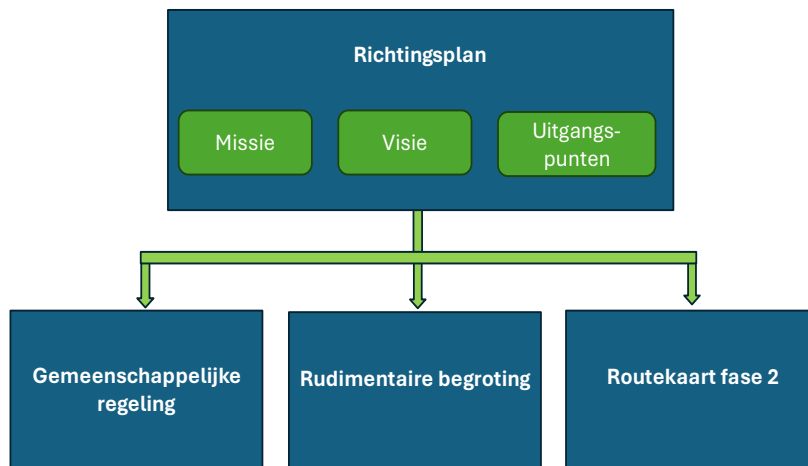 Richtingsplan
Missie
Visie
Uitgangs-
punten
Gemeenschappelijke
regeling
Rudimentaire begroting
Routekaart fase 2